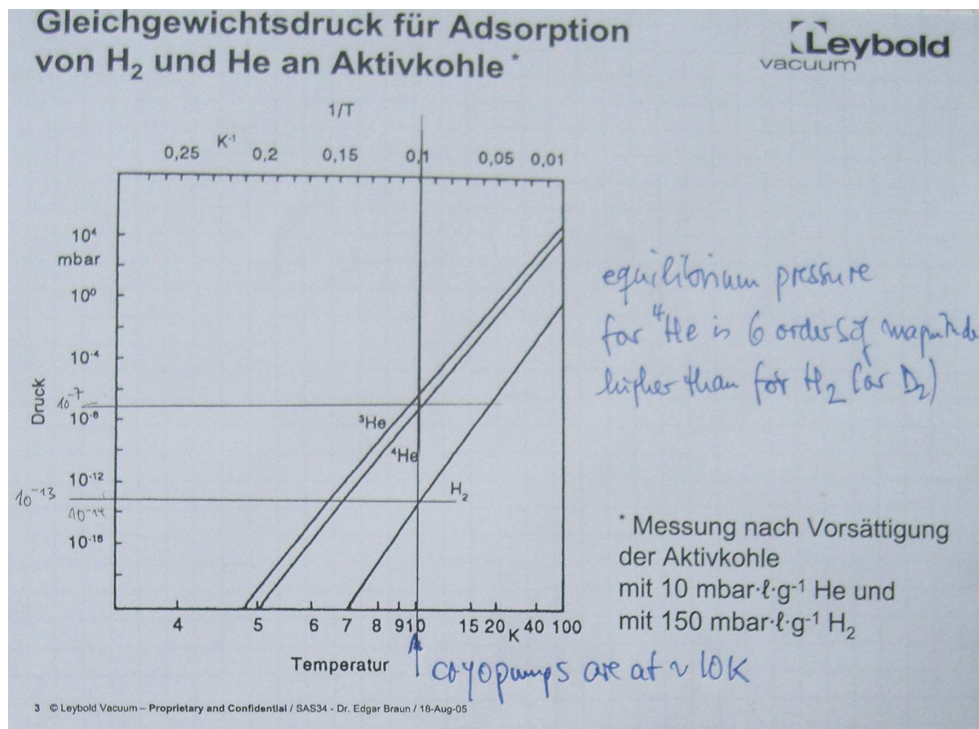 Gleichgewichtsdruck für Adsorption
von H₂ und He an Aktivkohle *
Leybold
vacuum
1/T
K⁻¹
0,25 0,2 0,15 0,1 0,05 0,01
10⁴
mbar
10⁰
10⁻⁴
10⁻⁷
10⁻⁸
10⁻¹²
10⁻¹³
10⁻¹⁴
10⁻¹⁶
Druck
³He
⁴He
H₂
equilibrium pressure
for ⁴He is 6 orders of magnitude
higher than for H₂ (or D₂)
* Messung nach Vorsättigung
der Aktivkohle
mit 10 mbar·ℓ·g⁻¹ He und
mit 150 mbar·ℓ·g⁻¹ H₂
4 5 6 7 8 9 10 15 20 K 40 100
Temperatur
cryopumps are at ~ 10K
3 © Leybold Vacuum – Proprietary and Confidential / SAS34 - Dr. Edgar Braun / 18-Aug-05